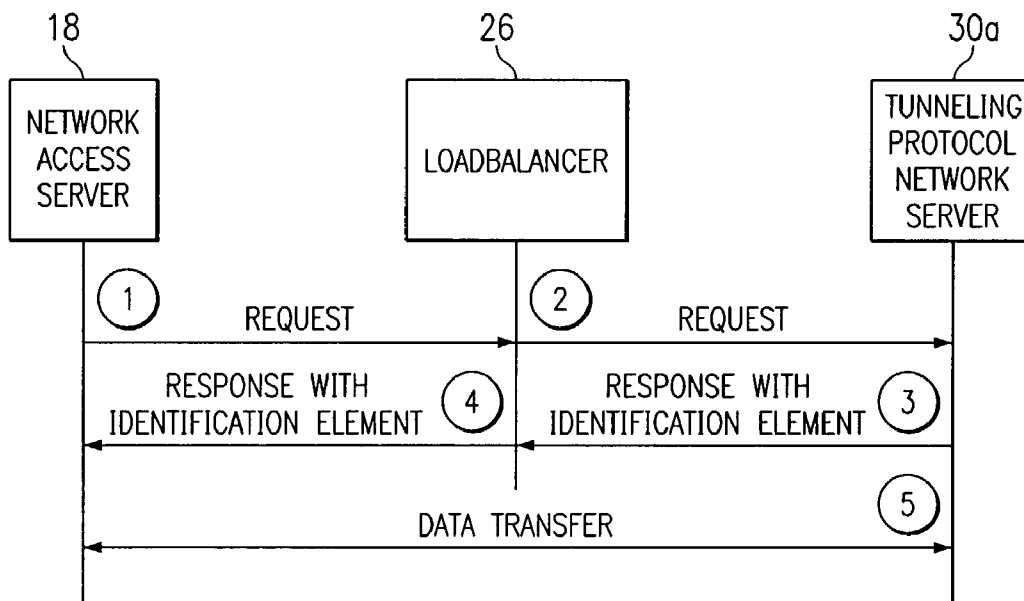 18
26
30a
NETWORK
ACCESS
SERVER
LOADBALANCER
TUNNELING
PROTOCOL
NETWORK
SERVER
1
REQUEST
2
REQUEST
RESPONSE WITH
IDENTIFICATION ELEMENT
4
RESPONSE WITH
IDENTIFICATION ELEMENT
3
5
DATA TRANSFER